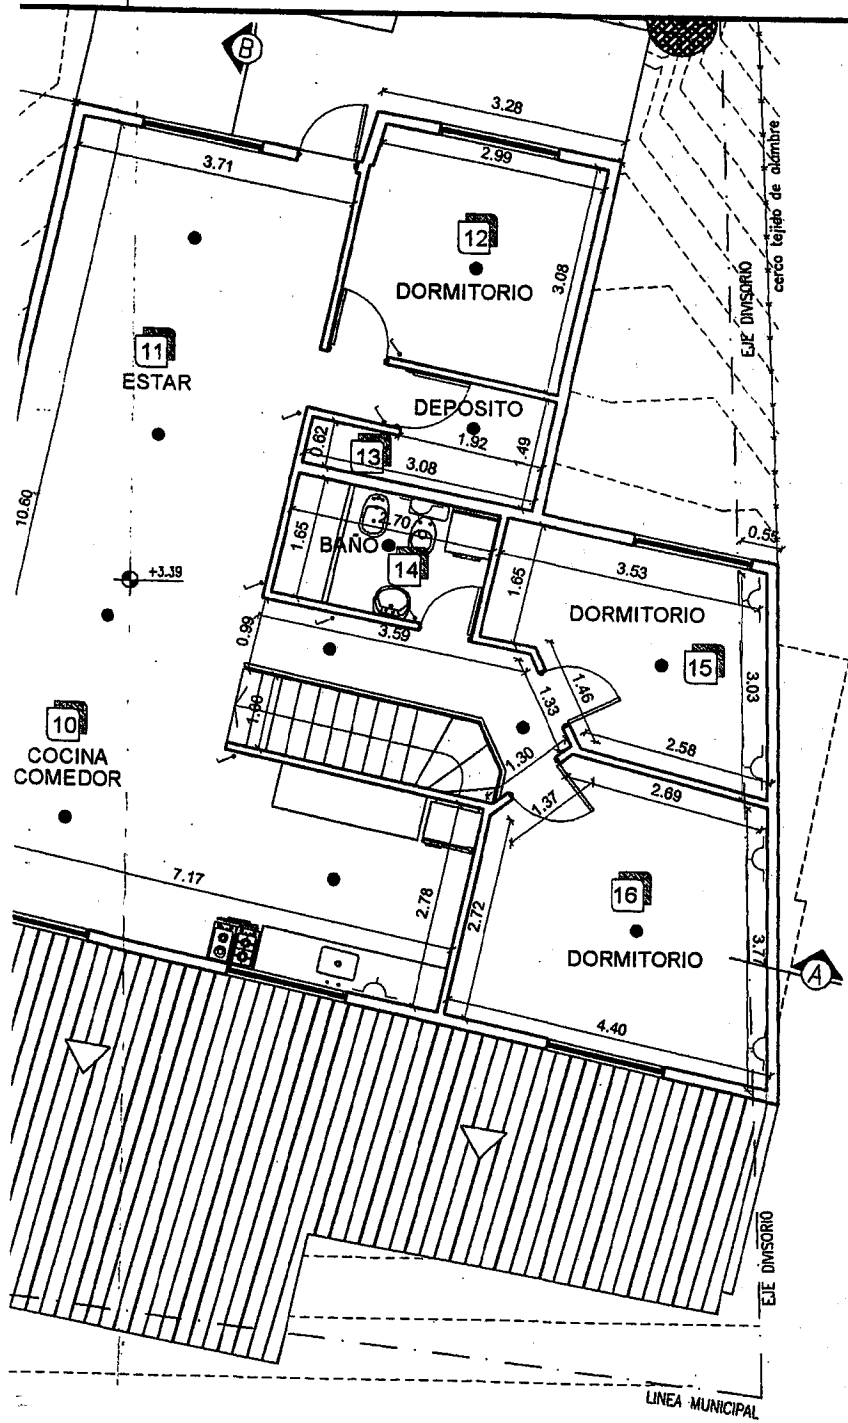 B
3.28
3.71
2.99
cerco tejido de alambre
12
DORMITORIO
3.08
EJE DIVISORIO
11
ESTAR
DEPOSITO
0.62
13
1.92
.49
3.08
10.60
1.65
.70
BAÑO
14
0.55
3.53
1.65
+3.39
DORMITORIO
0.99
3.59
15
3.03
1.46
1.33
10
COCINA
COMEDOR
2.58
1.30
1.37
2.69
7.17
2.78
2.72
16
DORMITORIO
3.77
A
4.40
EJE DIVISORIO
LINEA MUNICIPAL